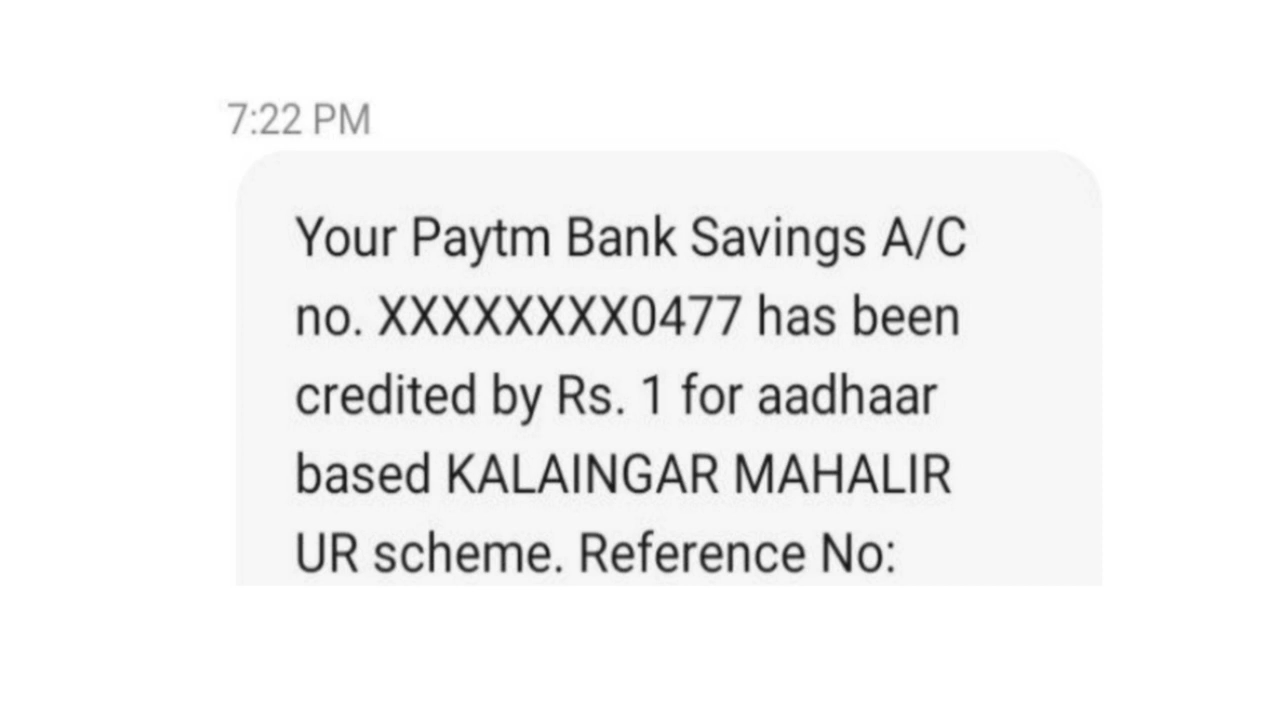 7:22 PM
Your Paytm Bank Savings A/C
no. XXXXXXXX0477 has been
credited by Rs. 1 for aadhaar
based KALAINGAR MAHALIR
UR scheme. Reference No: